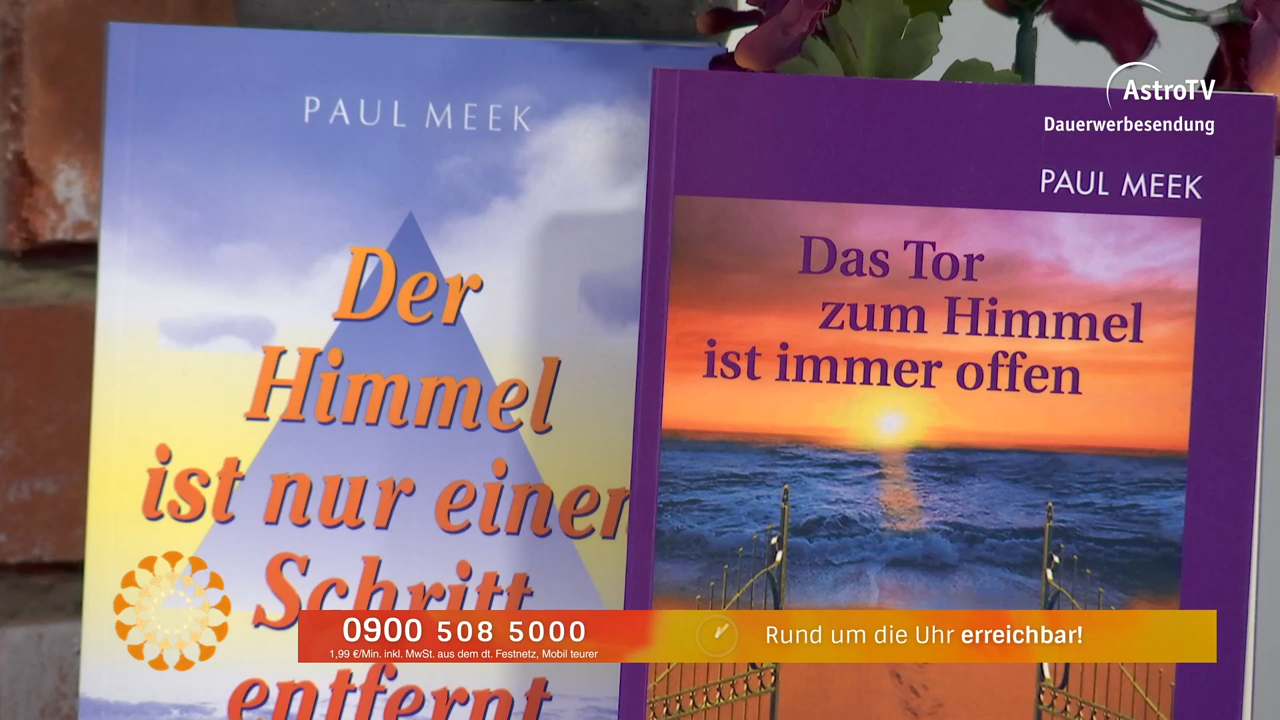 PAUL MEEK
Der
Himmel
ist nur einen
Schritt
entfernt
AstroTV
Dauerwerbesendung
PAUL MEEK
Das Tor
zum Himmel
ist immer offen
0900 508 5000
1,99 €/Min. inkl. MwSt. aus dem dt. Festnetz, Mobil teurer
Rund um die Uhr erreichbar!